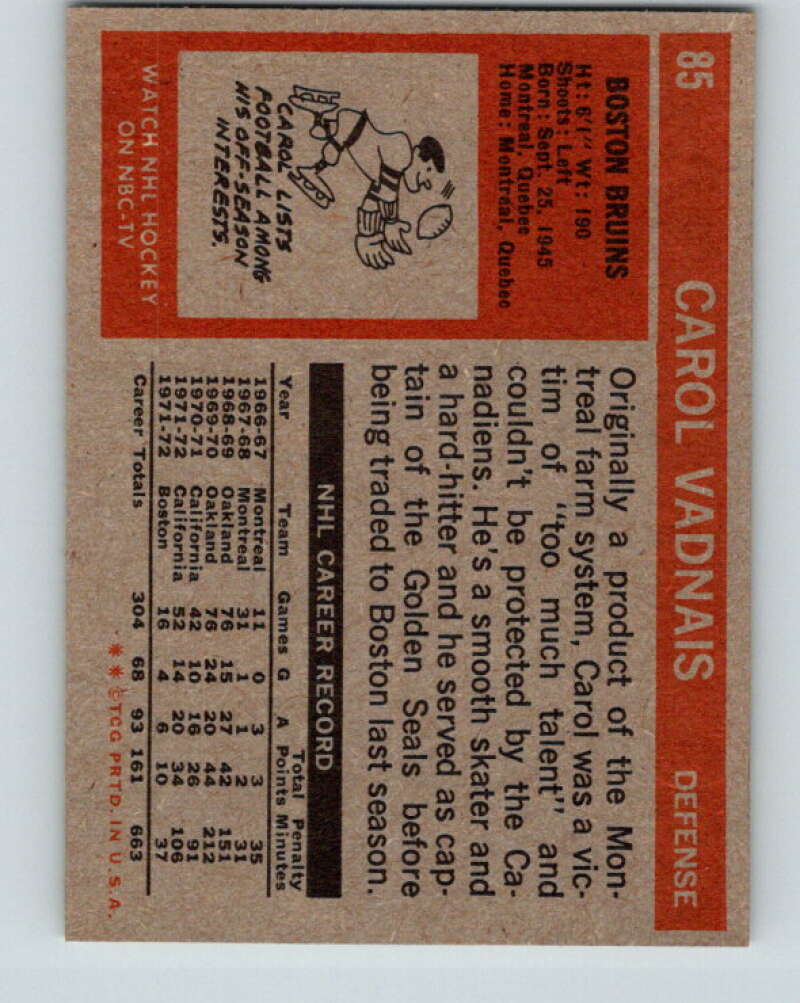 85 CAROL VADNAIS DEFENSE
BOSTON BRUINS
Ht: 6'1" Wt: 190
Shoots: Left
Born: Sept. 25, 1945
Montreal, Quebec
Home: Montreal, Quebec
CAROL LISTS
FOOTBALL AMONG
HIS OFF-SEASON
INTERESTS.
WATCH NHL HOCKEY
ON NBC-TV
Originally a product of the Mon-
treal farm system, Carol was a vic-
tim of "too much talent" and
couldn't be protected by the Ca-
nadiens. He's a smooth skater and
a hard-hitter and he served as cap-
tain of the Golden Seals before
being traded to Boston last season.
NHL CAREER RECORD
Total Penalty
Year Team Games G A Points Minutes
1966-67 Montreal 11 0 3 3 35
1967-68 Montreal 31 1 1 2 31
1968-69 Oakland 76 15 27 42 151
1969-70 Oakland 76 24 20 44 212
1970-71 California 42 10 16 26 91
1971-72 California 52 14 20 34 106
1971-72 Boston 16 4 6 10 37
Career Totals 304 68 93 161 663
**©TCG PRTD. IN U.S.A.